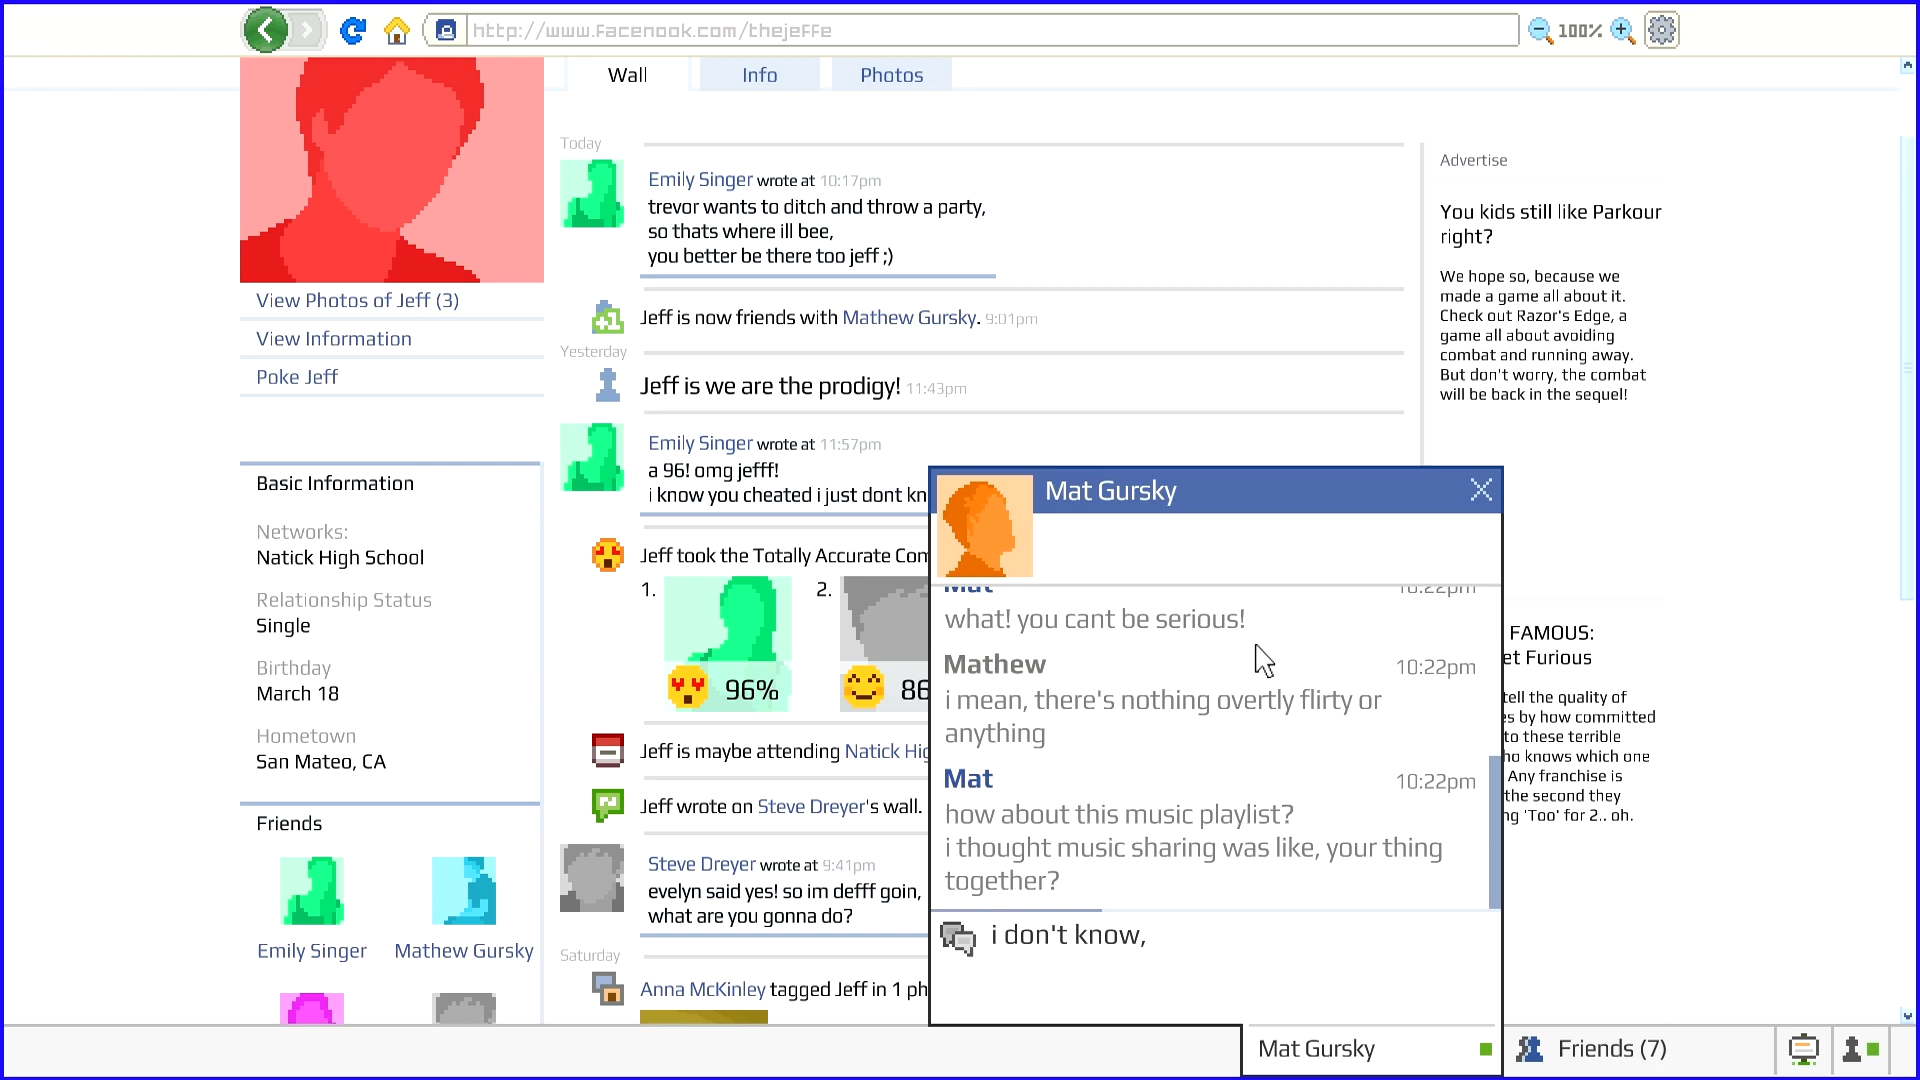 http://www.facenook.com/thejeffe
100%
Wall
Info
Photos
View Photos of Jeff (3)
View Information
Poke Jeff
Basic Information
Networks:
Natick High School
Relationship Status
Single
Birthday
March 18
Hometown
San Mateo, CA
Friends
Emily Singer
Mathew Gursky
Today
Emily Singer wrote at 10:17pm
trevor wants to ditch and throw a party,
so thats where ill bee,
you better be there too jeff ;)
+1
Jeff is now friends with Mathew Gursky. 9:01pm
Yesterday
Jeff is we are the prodigy! 11:43pm
Emily Singer wrote at 11:57pm
a 96! omg jefff!
i know you cheated i just dont kn
Jeff took the Totally Accurate Com
1.
2.
96%
86
Jeff is maybe attending Natick Hig
Jeff wrote on Steve Dreyer's wall.
Steve Dreyer wrote at 9:41pm
evelyn said yes! so im defff goin,
what are you gonna do?
Saturday
Anna McKinley tagged Jeff in 1 ph
Advertise
You kids still like Parkour
right?
We hope so, because we
made a game all about it.
Check out Razor's Edge, a
game all about avoiding
combat and running away.
But don't worry, the combat
will be back in the sequel!
FAMOUS:
et Furious
tell the quality of
es by how committed
to these terrible
ho knows which one
Any franchise is
the second they
ng 'Too' for 2.. oh.
Mat Gursky
Mat 10:22pm
what! you cant be serious!
Mathew 10:22pm
i mean, there's nothing overtly flirty or
anything
Mat 10:22pm
how about this music playlist?
i thought music sharing was like, your thing
together?
i don't know,
Mat Gursky
Friends (7)